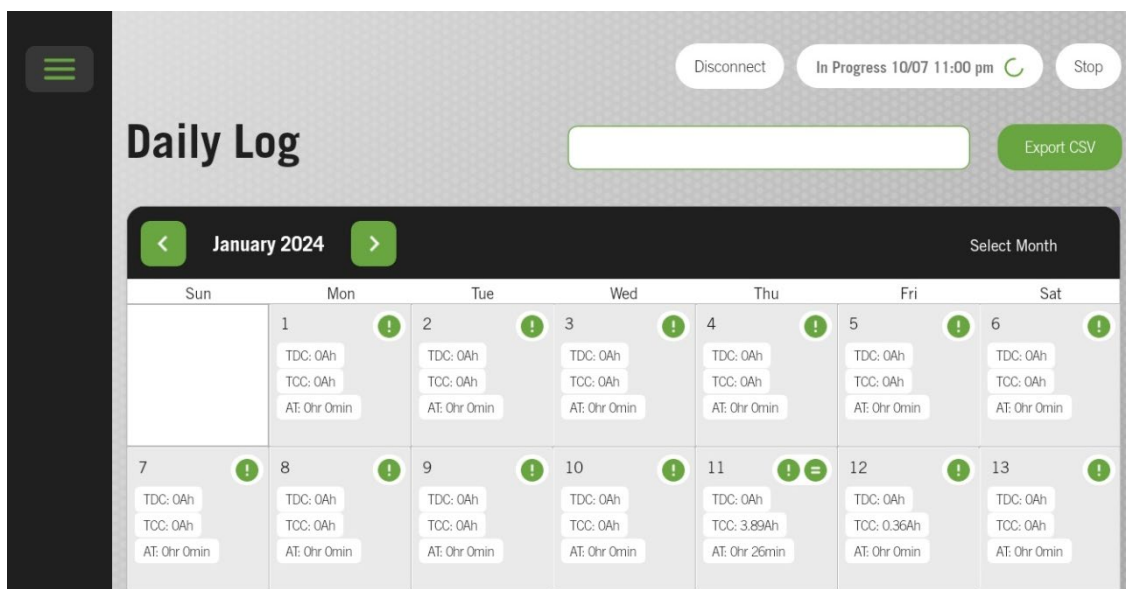 Disconnect
In Progress 10/07 11:00 pm
Stop
Daily Log
Export CSV
January 2024
Select Month
Sun Mon Tue Wed Thu Fri Sat
1 2 3 4 5 6
TDC: 0Ah TDC: 0Ah TDC: 0Ah TDC: 0Ah TDC: 0Ah TDC: 0Ah
TCC: 0Ah TCC: 0Ah TCC: 0Ah TCC: 0Ah TCC: 0Ah TCC: 0Ah
AT: 0hr 0min AT: 0hr 0min AT: 0hr 0min AT: 0hr 0min AT: 0hr 0min AT: 0hr 0min
7 8 9 10 11 12 13
TDC: 0Ah TDC: 0Ah TDC: 0Ah TDC: 0Ah TDC: 0Ah TDC: 0Ah TDC: 0Ah
TCC: 0Ah TCC: 0Ah TCC: 0Ah TCC: 0Ah TCC: 3.89Ah TCC: 0.36Ah TCC: 0Ah
AT: 0hr 0min AT: 0hr 0min AT: 0hr 0min AT: 0hr 0min AT: 0hr 26min AT: 0hr 0min AT: 0hr 0min